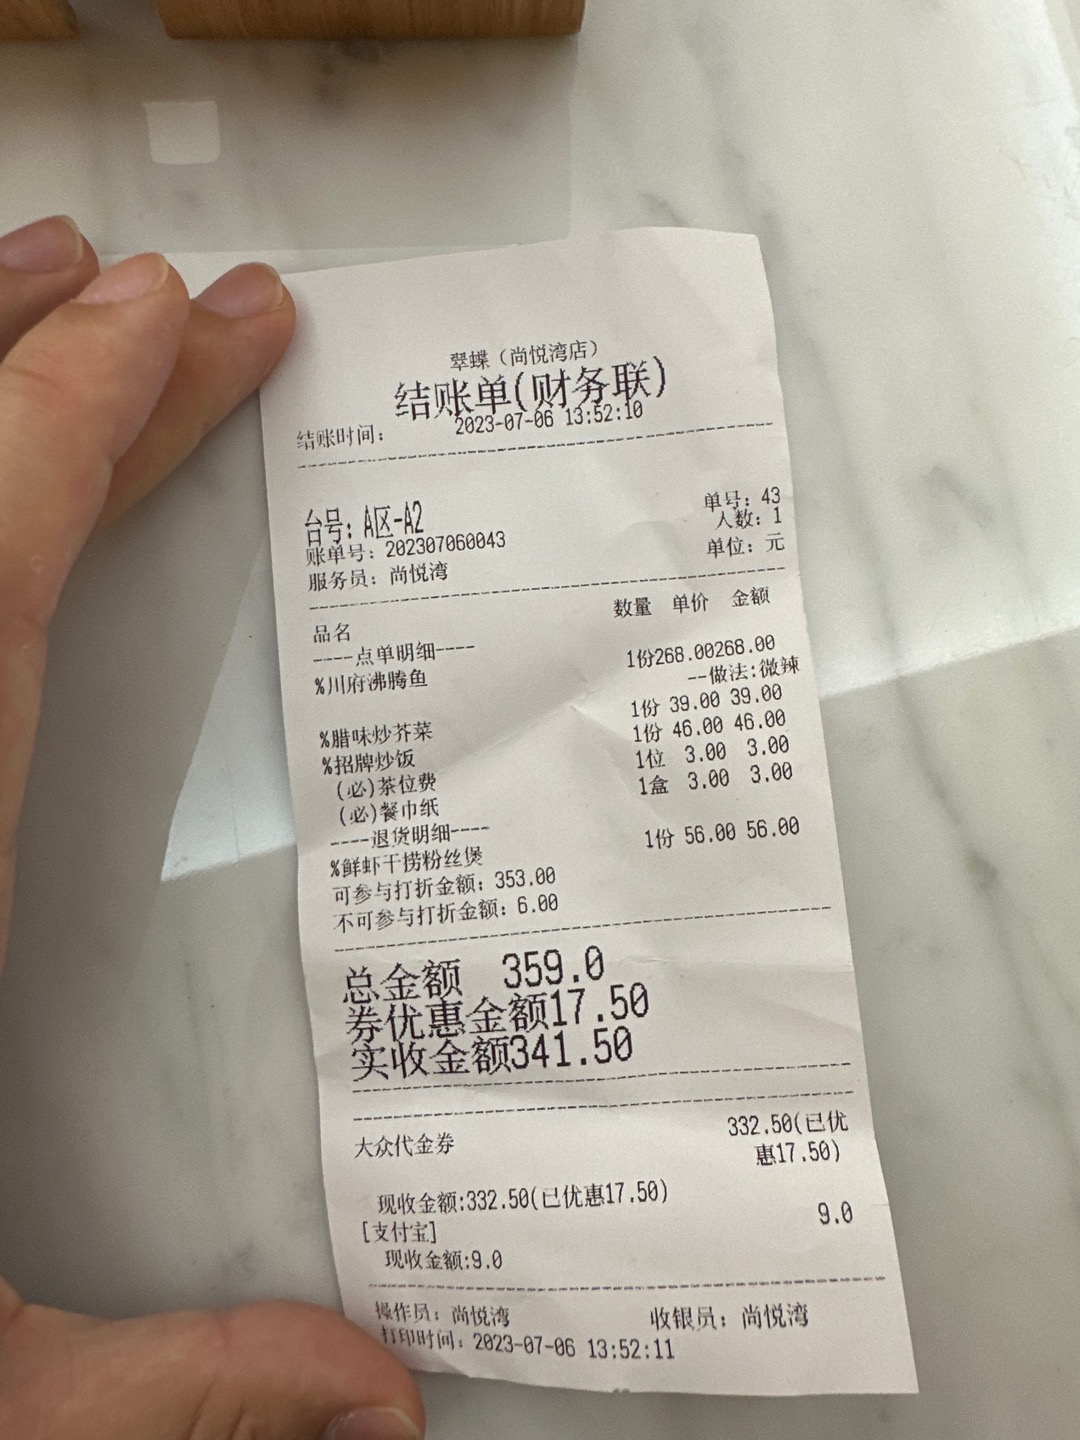 翠蝶（尚悦湾店）
结账单(财务联)
结账时间： 2023-07-06 13:52:10
台号：A区-A2 单号：43
账单号：202307060043 人数：1
服务员：尚悦湾 单位：元
品名 数量 单价 金额
----点单明细----
%川府沸腾鱼 1份268.00268.00
--做法:微辣
%腊味炒芥菜 1份 39.00 39.00
%招牌炒饭 1份 46.00 46.00
(必)茶位费 1位 3.00 3.00
(必)餐巾纸 1盒 3.00 3.00
----退货明细----
%鲜虾干捞粉丝煲 1份 56.00 56.00
可参与打折金额：353.00
不可参与打折金额：6.00
总金额 359.0
券优惠金额17.50
实收金额341.50
大众代金券 332.50(已优
惠17.50)
现收金额:332.50(已优惠17.50)
[支付宝] 9.0
现收金额:9.0
操作员：尚悦湾 收银员：尚悦湾
打印时间：2023-07-06 13:52:11